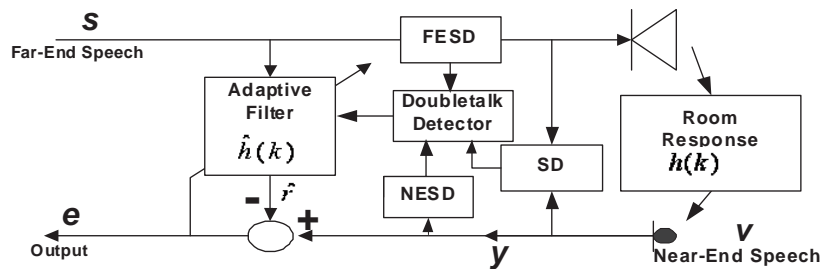 s
Far-End Speech
FESD
Adaptive
Filter
ĥ(k)
Doubletalk
Detector
Room
Response
h(k)
SD
NESD
- r̂
e
+
Output
y
v
Near-End Speech